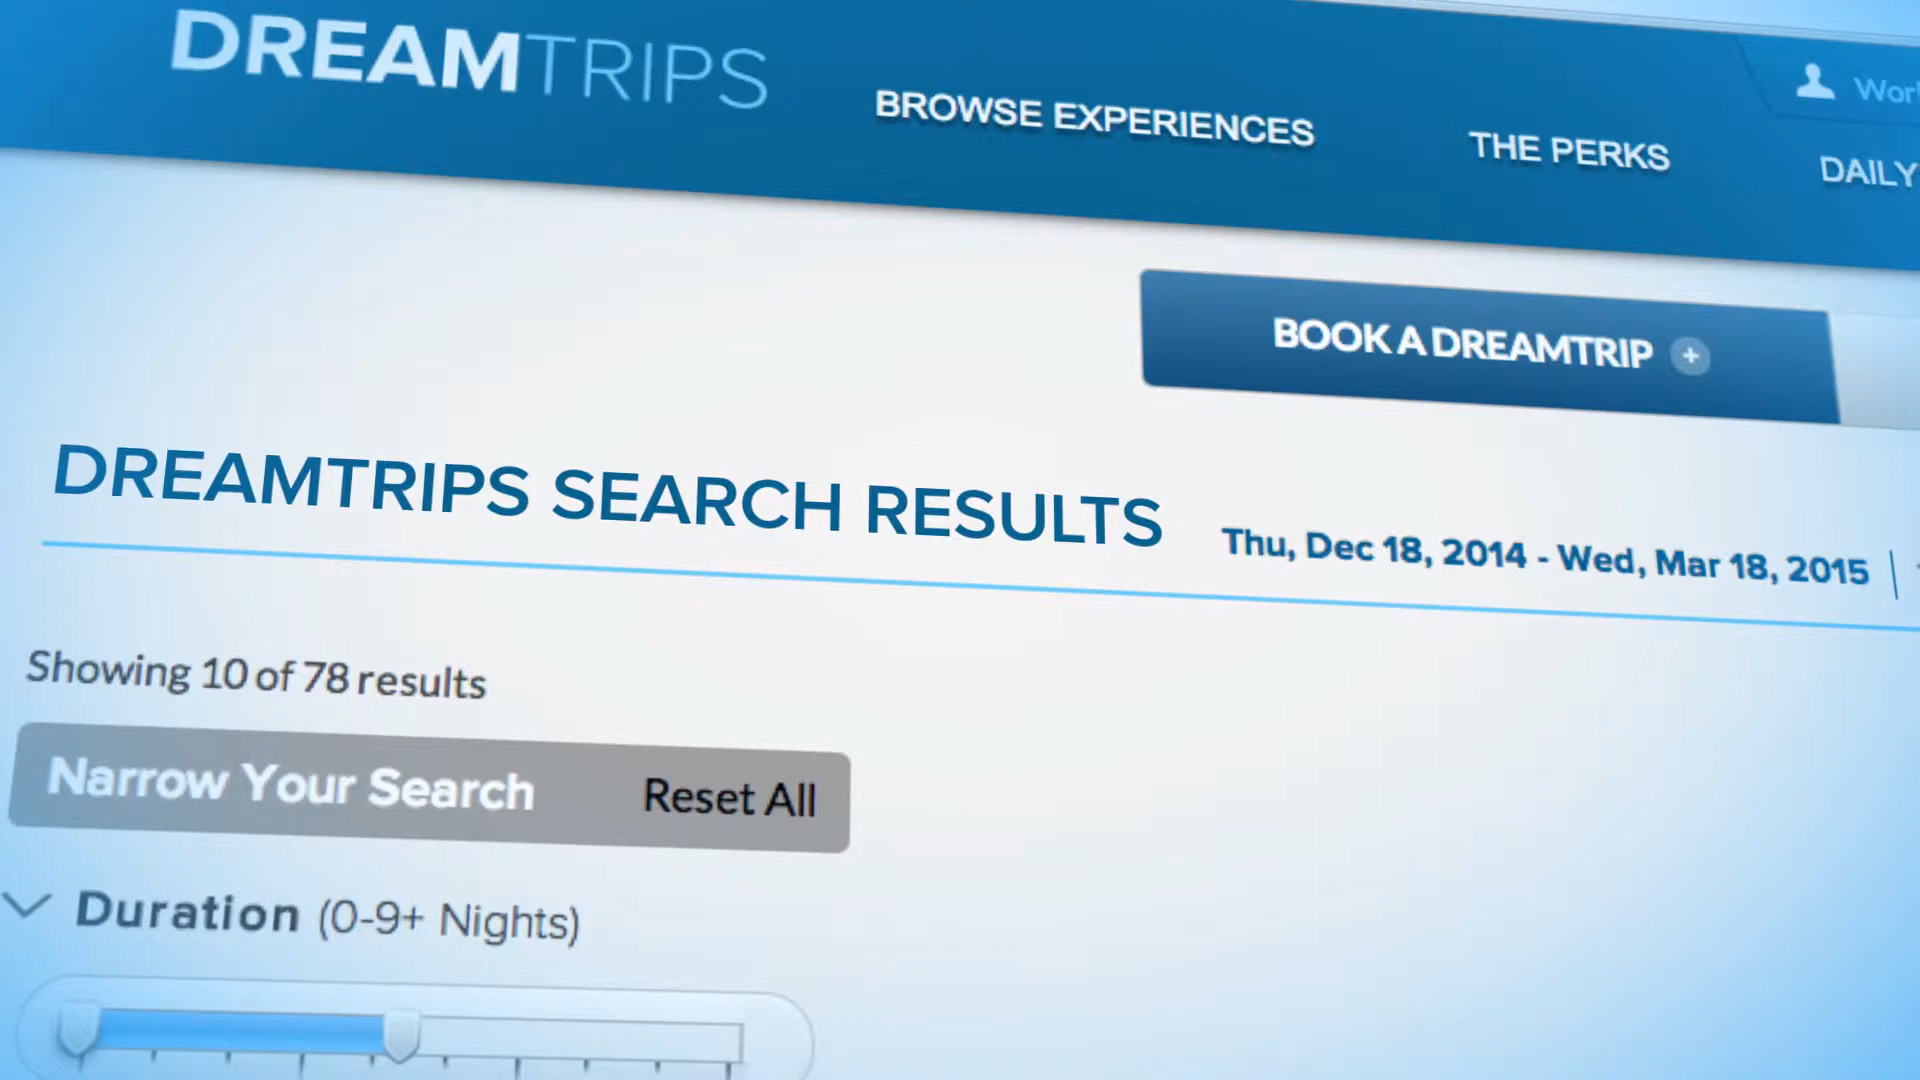 DREAMTRIPS
BROWSE EXPERIENCES
THE PERKS
DAILY
BOOK A DREAMTRIP
DREAMTRIPS SEARCH RESULTS
Thu, Dec 18, 2014 - Wed, Mar 18, 2015 |
Showing 10 of 78 results
Narrow Your Search Reset All
Duration (0-9+ Nights)